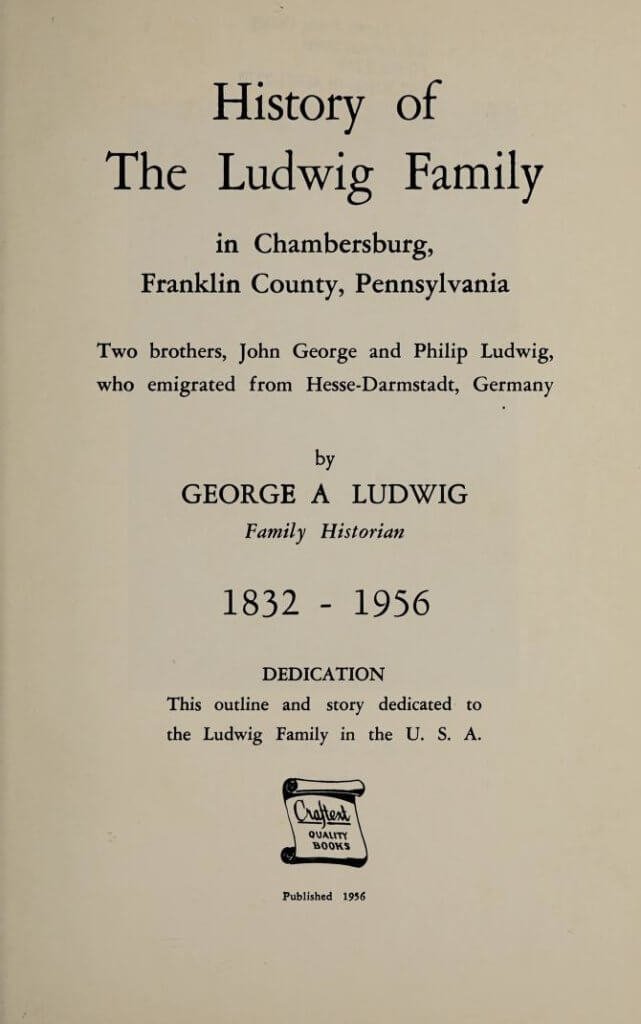 History of
The Ludwig Family
in Chambersburg,
Franklin County, Pennsylvania
Two brothers, John George and Philip Ludwig,
who emigrated from Hesse-Darmstadt, Germany
by
GEORGE A LUDWIG
Family Historian
1832 - 1956
DEDICATION
This outline and story dedicated to
the Ludwig Family in the U. S. A.
Craftext
QUALITY
BOOKS
Published 1956